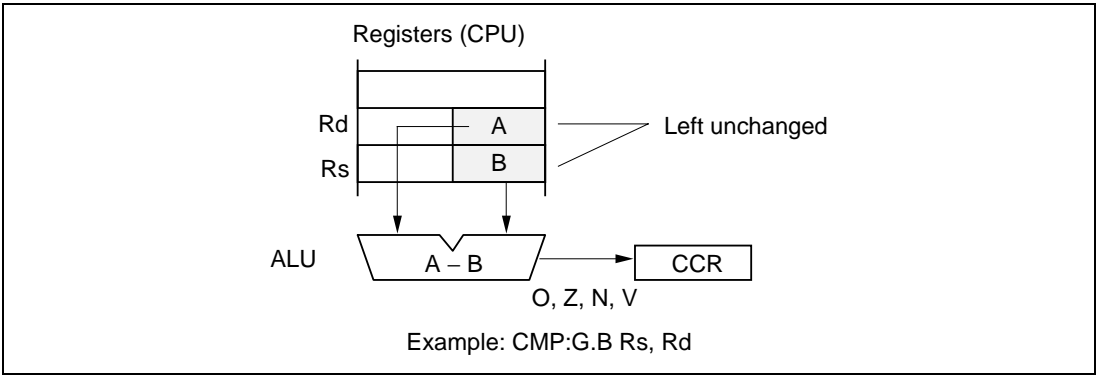 Registers (CPU)
Rd
A
Left unchanged
Rs
B
ALU
A – B
CCR
O, Z, N, V
Example: CMP:G.B Rs, Rd